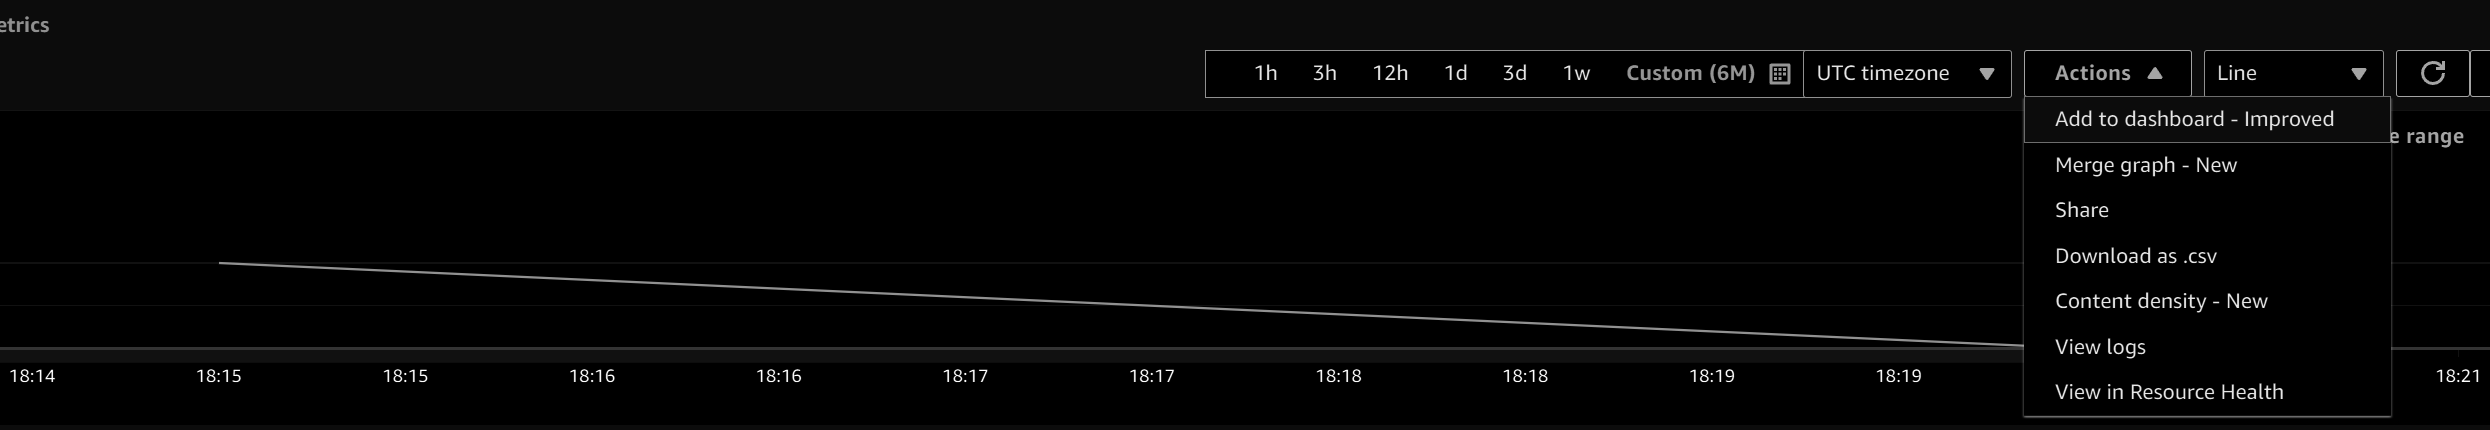 etrics
1h 3h 12h 1d 3d 1w Custom (6M) UTC timezone Actions Line
Add to dashboard - Improved
e range
Merge graph - New
Share
Download as .csv
Content density - New
View logs
View in Resource Health
18:14 18:15 18:15 18:16 18:16 18:17 18:17 18:18 18:18 18:19 18:19 18:21